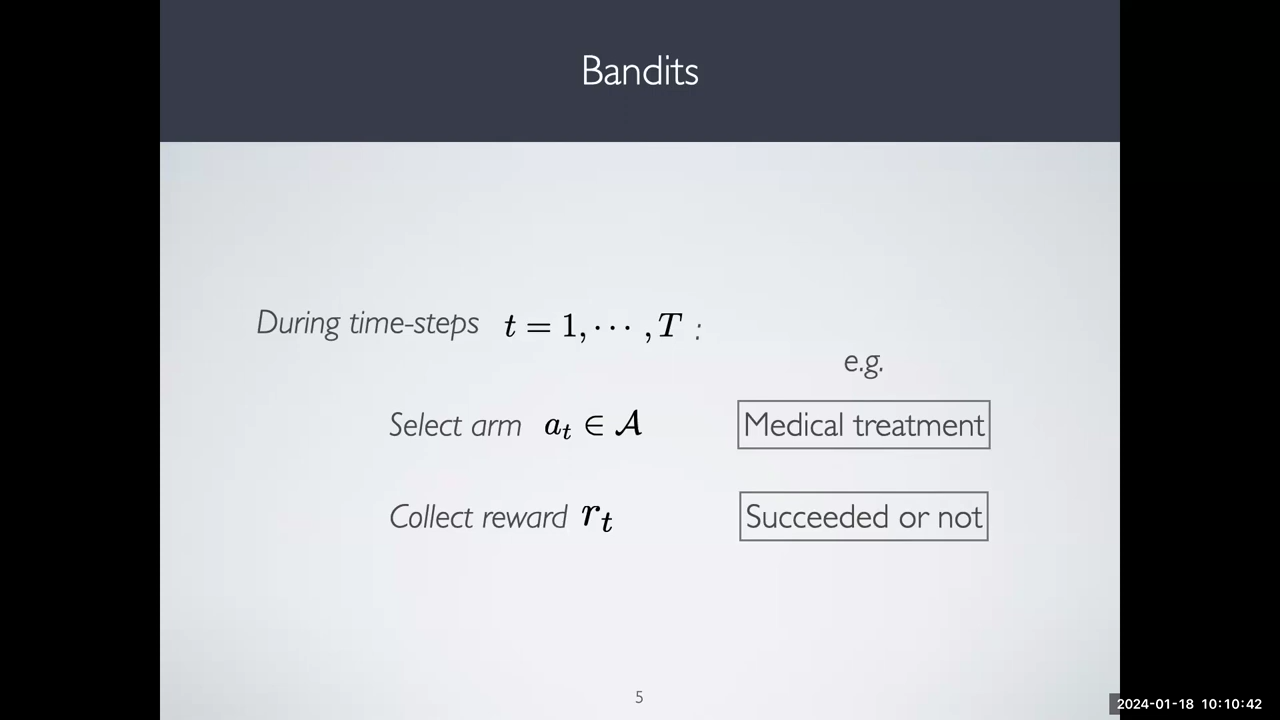 Bandits
During time-steps t = 1, ⋯ , T :
e.g.
Select arm a_t ∈ 𝒜
Medical treatment
Collect reward r_t
Succeeded or not
5
2024-01-18 10:10:42